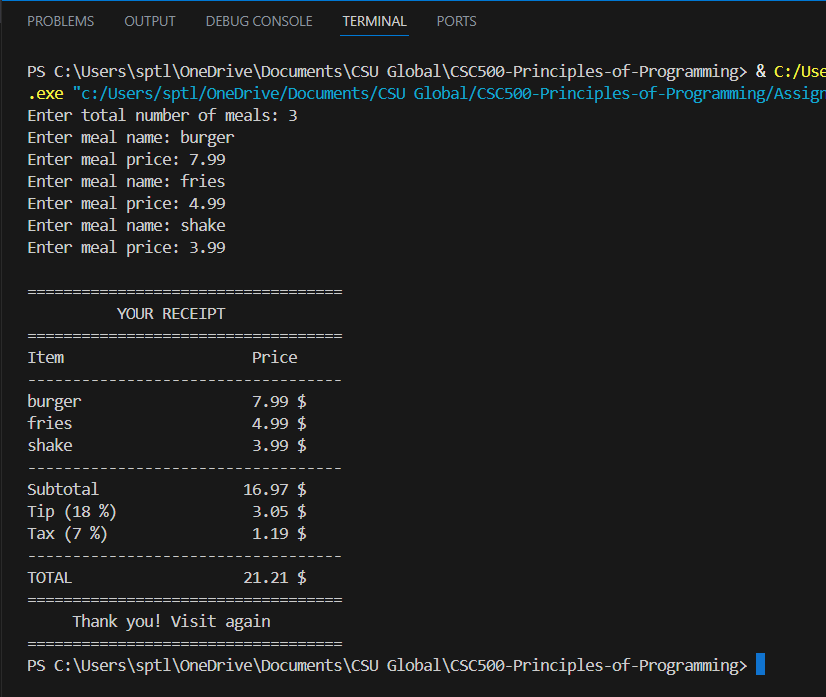 PROBLEMS OUTPUT DEBUG CONSOLE TERMINAL PORTS
PS C:\Users\sptl\OneDrive\Documents\CSU Global\CSC500-Principles-of-Programming> & C:/Use
.exe "c:/Users/sptl/OneDrive/Documents/CSU Global/CSC500-Principles-of-Programming/Assign
Enter total number of meals: 3
Enter meal name: burger
Enter meal price: 7.99
Enter meal name: fries
Enter meal price: 4.99
Enter meal name: shake
Enter meal price: 3.99
===================================
YOUR RECEIPT
===================================
Item Price
-----------------------------------
burger 7.99 $
fries 4.99 $
shake 3.99 $
-----------------------------------
Subtotal 16.97 $
Tip (18 %) 3.05 $
Tax (7 %) 1.19 $
-----------------------------------
TOTAL 21.21 $
===================================
Thank you! Visit again
===================================
PS C:\Users\sptl\OneDrive\Documents\CSU Global\CSC500-Principles-of-Programming>